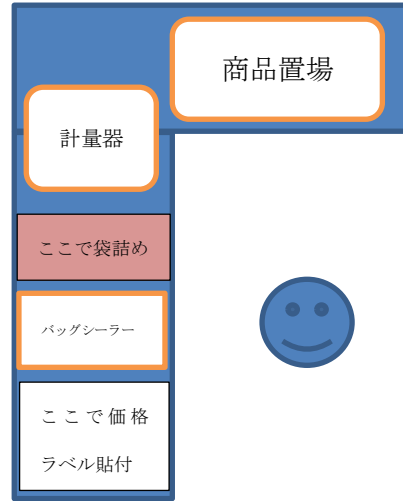 商品置場
計量器
ここで袋詰め
バッグシーラー
ここで価格
ラベル貼付